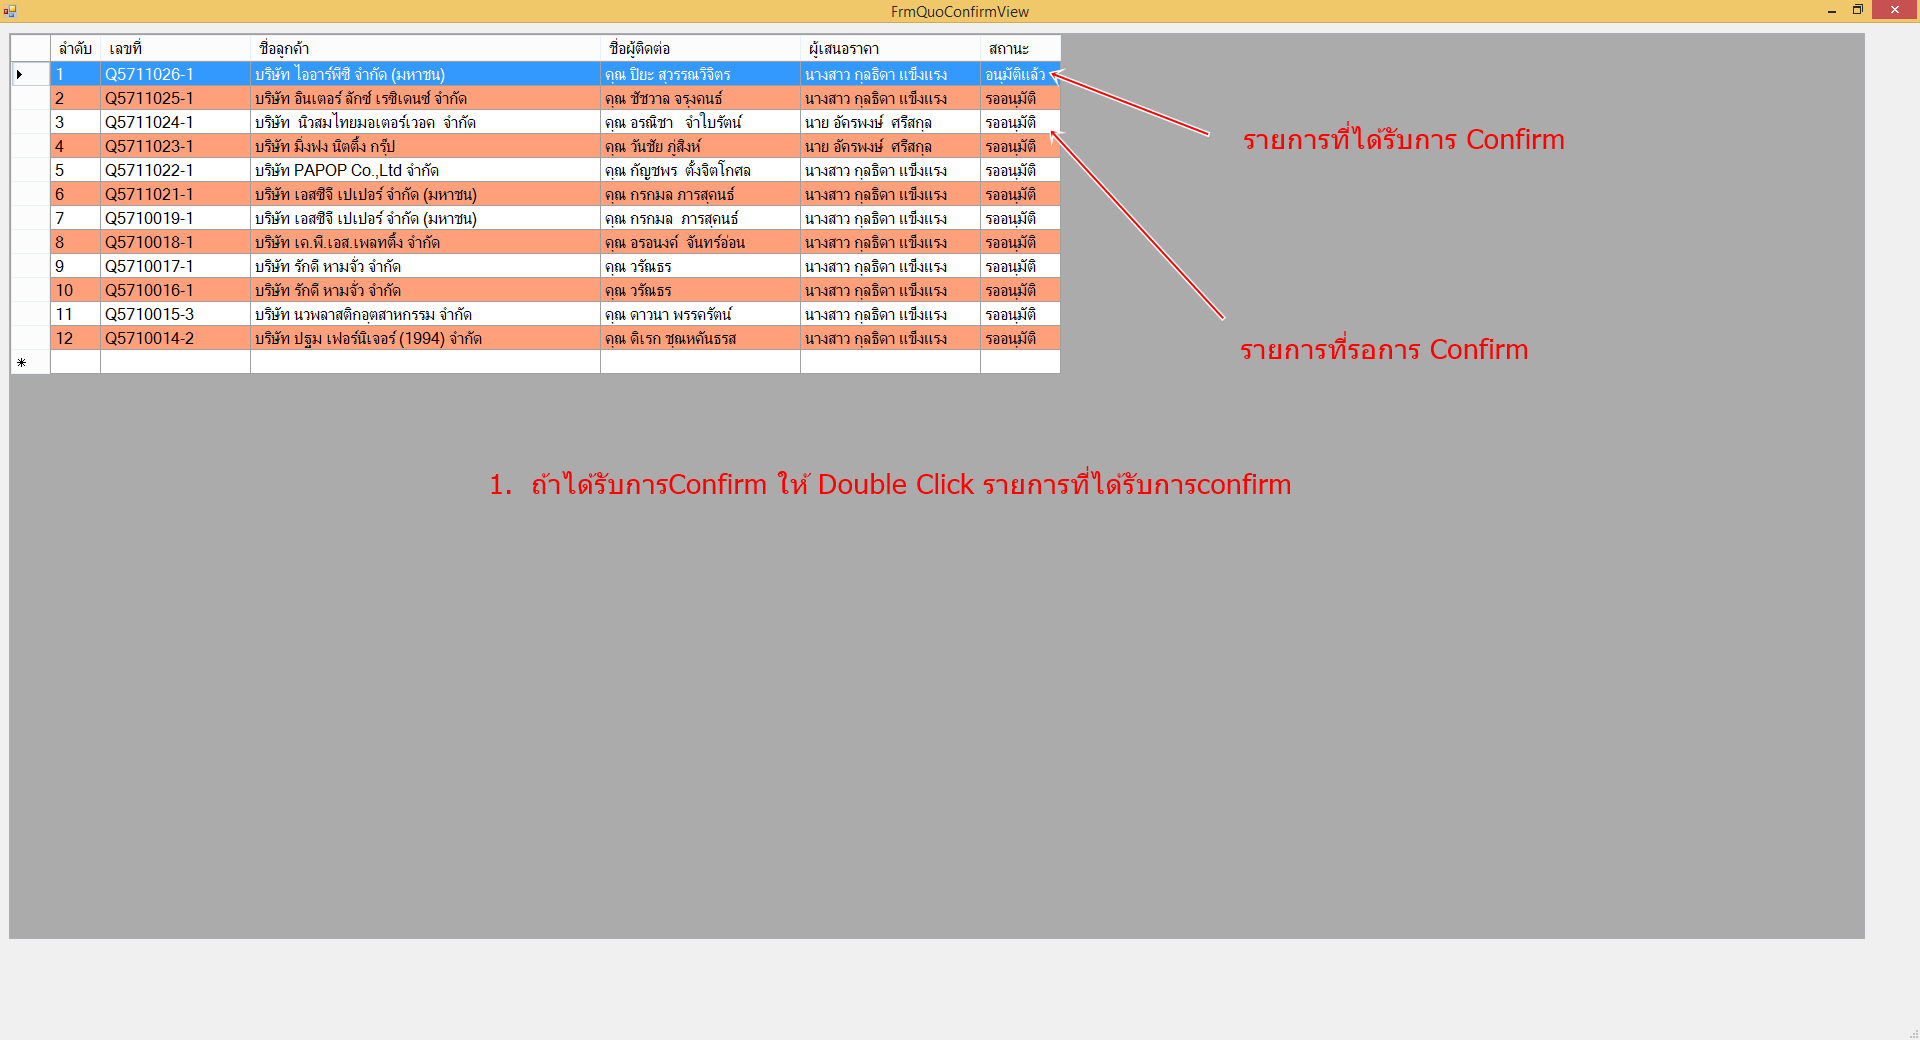 FrmQuoConfirmView
ลำดับ เลขที่ ชื่อลูกค้า ชื่อผู้ติดต่อ ผู้เสนอราคา สถานะ
1 Q5711026-1 บริษัท ไออาร์พีซี จำกัด (มหาชน) คุณ ปิยะ สุวรรณวิจิตร นางสาว กุลธิดา แข็งแรง อนุมัติแล้ว
2 Q5711025-1 บริษัท อินเตอร์ ลักซ์ เรซิเดนซ์ จำกัด คุณ ชัชวาล จรุงคนธ์ นางสาว กุลธิดา แข็งแรง รออนุมัติ
3 Q5711024-1 บริษัท นิวสมไทยมอเตอร์เวอค จำกัด คุณ อรณิชา จำใบรัตน์ นาย อัครพงษ์ ศรีสกุล รออนุมัติ
4 Q5711023-1 บริษัท มิ่งฟง นิตติ้ง กรุ๊ป คุณ วันชัย ภู่สิงห์ นาย อัครพงษ์ ศรีสกุล รออนุมัติ
5 Q5711022-1 บริษัท PAPOP Co.,Ltd จำกัด คุณ กัญชพร ตั้งจิตโกศล นางสาว กุลธิดา แข็งแรง รออนุมัติ
6 Q5711021-1 บริษัท เอสซีจี เปเปอร์ จำกัด (มหาชน) คุณ กรกมล ภารสุคนธ์ นางสาว กุลธิดา แข็งแรง รออนุมัติ
7 Q5710019-1 บริษัท เอสซีจี เปเปอร์ จำกัด (มหาชน) คุณ กรกมล ภารสุคนธ์ นางสาว กุลธิดา แข็งแรง รออนุมัติ
8 Q5710018-1 บริษัท เค.พี.เอส.เพลทติ้ง จำกัด คุณ อรอนงค์ จันทร์อ่อน นางสาว กุลธิดา แข็งแรง รออนุมัติ
9 Q5710017-1 บริษัท รักดี หามจั่ว จำกัด คุณ วรัณธร นางสาว กุลธิดา แข็งแรง รออนุมัติ
10 Q5710016-1 บริษัท รักดี หามจั่ว จำกัด คุณ วรัณธร นางสาว กุลธิดา แข็งแรง รออนุมัติ
11 Q5710015-3 บริษัท นวพลาสติกอุตสาหกรรม จำกัด คุณ ดาวนา พรรครัตน์ นางสาว กุลธิดา แข็งแรง รออนุมัติ
12 Q5710014-2 บริษัท ปฐม เฟอร์นิเจอร์ (1994) จำกัด คุณ ดิเรก ชุณหคันธรส นางสาว กุลธิดา แข็งแรง รออนุมัติ
รายการที่ได้รับการ Confirm
รายการที่รอการ Confirm
1. ถ้าได้รับการConfirm ให้ Double Click รายการที่ได้รับการconfirm